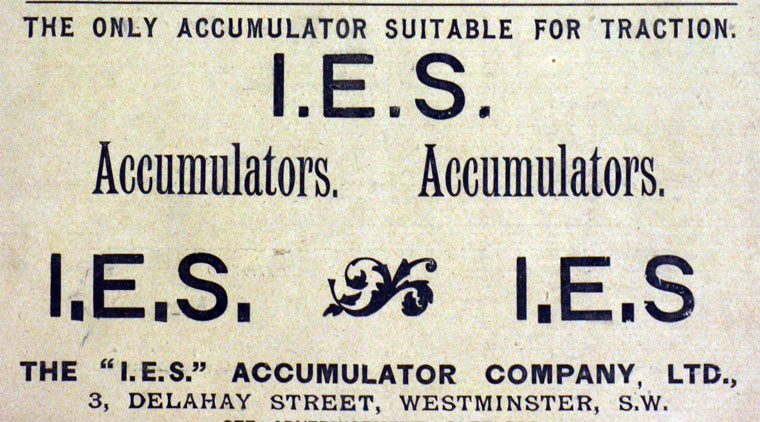 THE ONLY ACCUMULATOR SUITABLE FOR TRACTION.
I.E.S.
Accumulators. Accumulators.
I.E.S. I.E.S
THE "I.E.S." ACCUMULATOR COMPANY, LTD.,
3, DELAHAY STREET, WESTMINSTER, S.W.